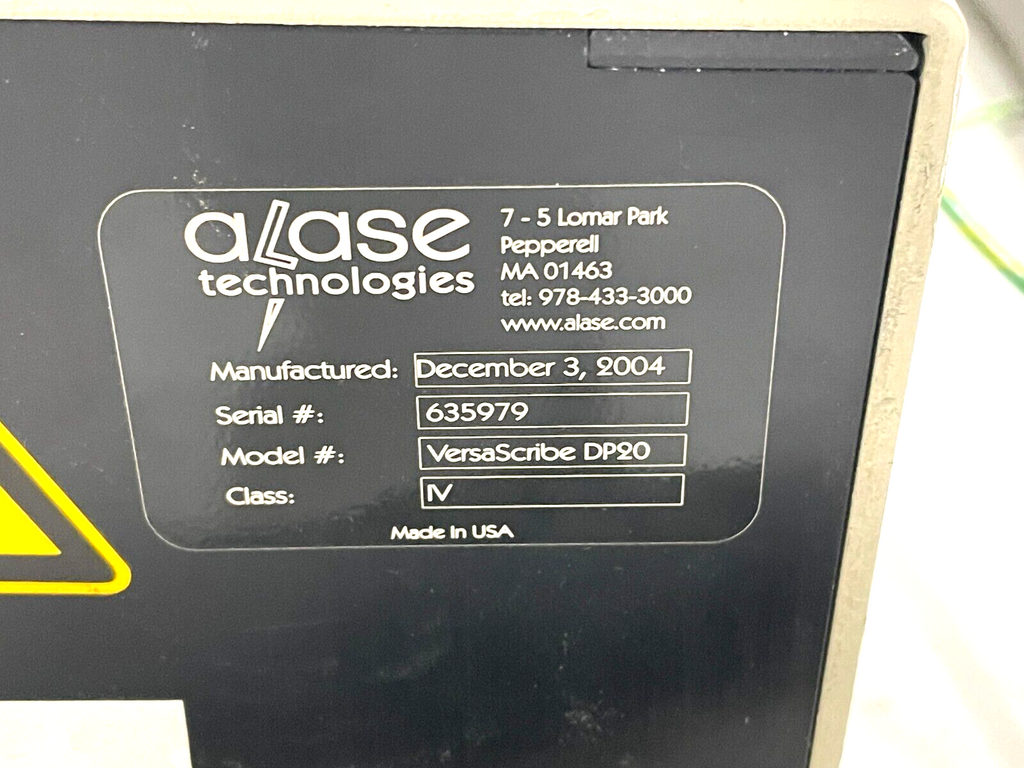 aLase
technologies
7 - 5 Lomar Park
Pepperell
MA 01463
tel: 978-433-3000
www.alase.com
Manufactured: December 3, 2004
Serial #: 635979
Model #: VersaScribe DP20
Class: IV
Made In USA